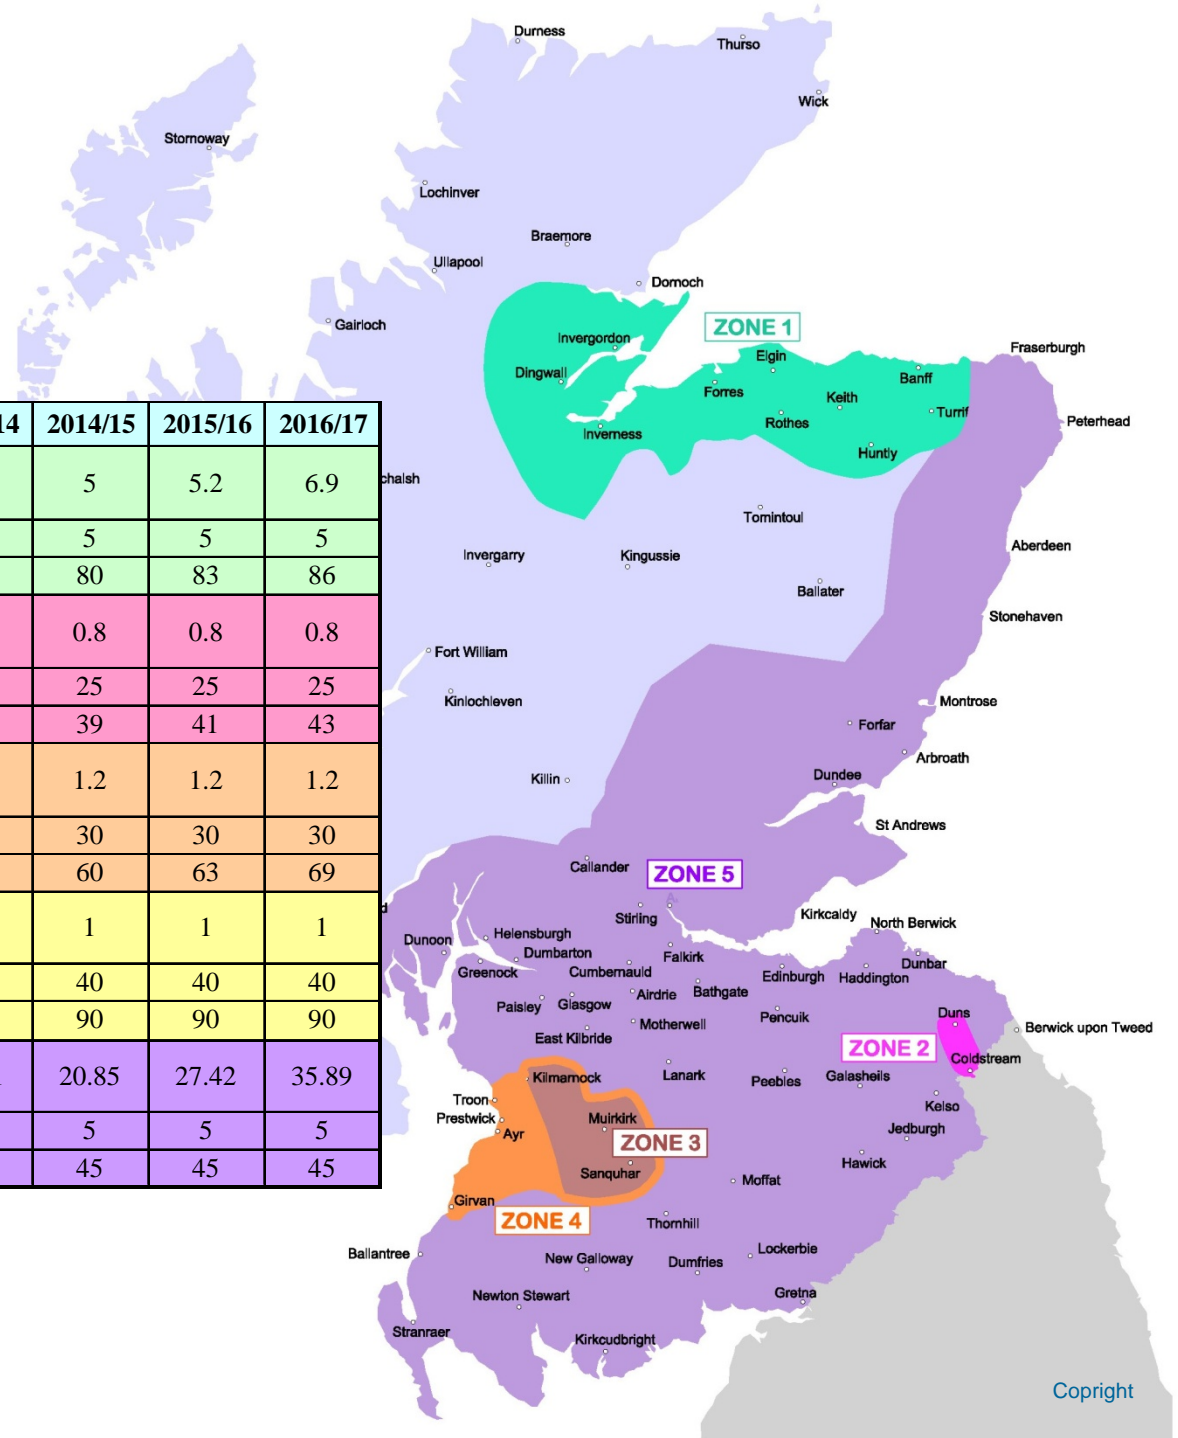 Durness
Thurso
Wick
Stornoway
Lochinver
Braemore
Ullapool
Dornoch
Gairloch
ZONE 1
Invergordon
Elgin
Fraserburgh
Dingwall
Forres
Banff
Keith
Turrif
Rothes
Peterhead
Inverness
Huntly
14 2014/15 2015/16 2016/17
5 5.2 6.9
chalsh
5 5 5
80 83 86
0.8 0.8 0.8
25 25 25
39 41 43
1.2 1.2 1.2
30 30 30
60 63 69
1 1 1
40 40 40
90 90 90
20.85 27.42 35.89
5 5 5
45 45 45
Tomintoul
Invergarry
Kingussie
Aberdeen
Ballater
Stonehaven
Fort William
Kinlochleven
Montrose
Forfar
Arbroath
Killin
Dundee
St Andrews
Callander
ZONE 5
d
Stirling
Kirkcaldy
North Berwick
Dunoon
Helensburgh
Dumbarton
Falkirk
Dunbar
Greenock
Cumbernauld
Edinburgh
Haddington
Paisley
Glasgow
Airdrie
Bathgate
Motherwell
Pencuik
Duns
Berwick upon Tweed
East Kilbride
ZONE 2
Coldstream
Kilmarnock
Lanark
Peebles
Galasheils
Troon
Kelso
Prestwick
Muirkirk
Ayr
ZONE 3
Jedburgh
Sanquhar
Hawick
Moffat
Girvan
ZONE 4
Thornhill
Ballantree
New Galloway
Dumfries
Lockerbie
Newton Stewart
Gretna
Stranraer
Kirkcudbright
Copright